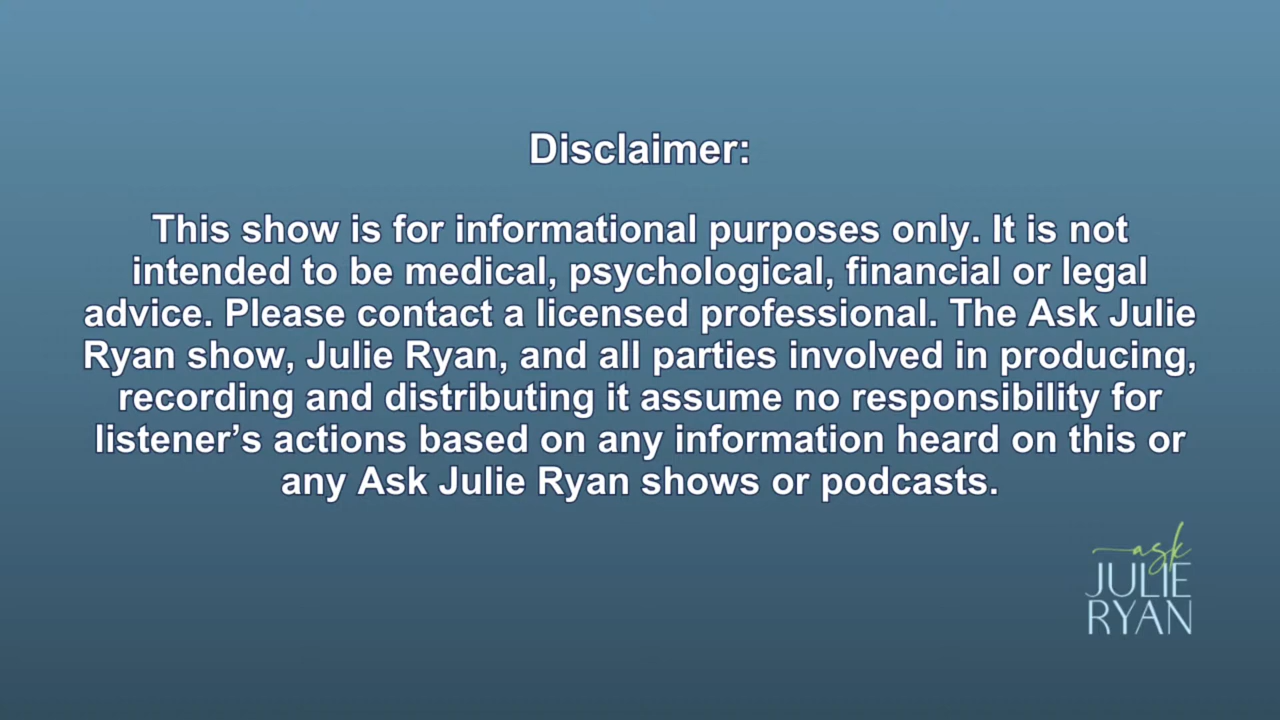 Disclaimer:
This show is for informational purposes only. It is not
intended to be medical, psychological, financial or legal
advice. Please contact a licensed professional. The Ask Julie
Ryan show, Julie Ryan, and all parties involved in producing,
recording and distributing it assume no responsibility for
listener’s actions based on any information heard on this or
any Ask Julie Ryan shows or podcasts.
ask
JULIE
RYAN